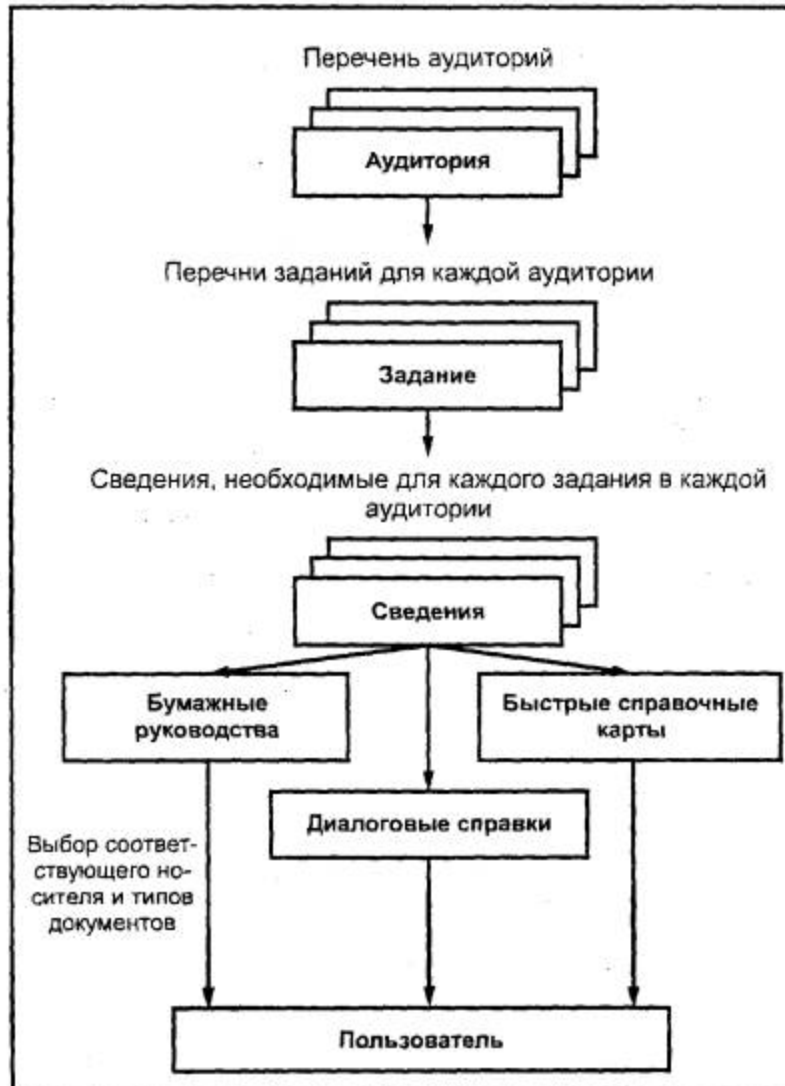 Перечень аудиторий
Аудитория
Перечни заданий для каждой аудитории
Задание
Сведения, необходимые для каждого задания в каждой
аудитории
Сведения
Бумажные
руководства
Быстрые справочные
карты
Диалоговые справки
Выбор соответ-
ствующего но-
сителя и типов
документов
Пользователь